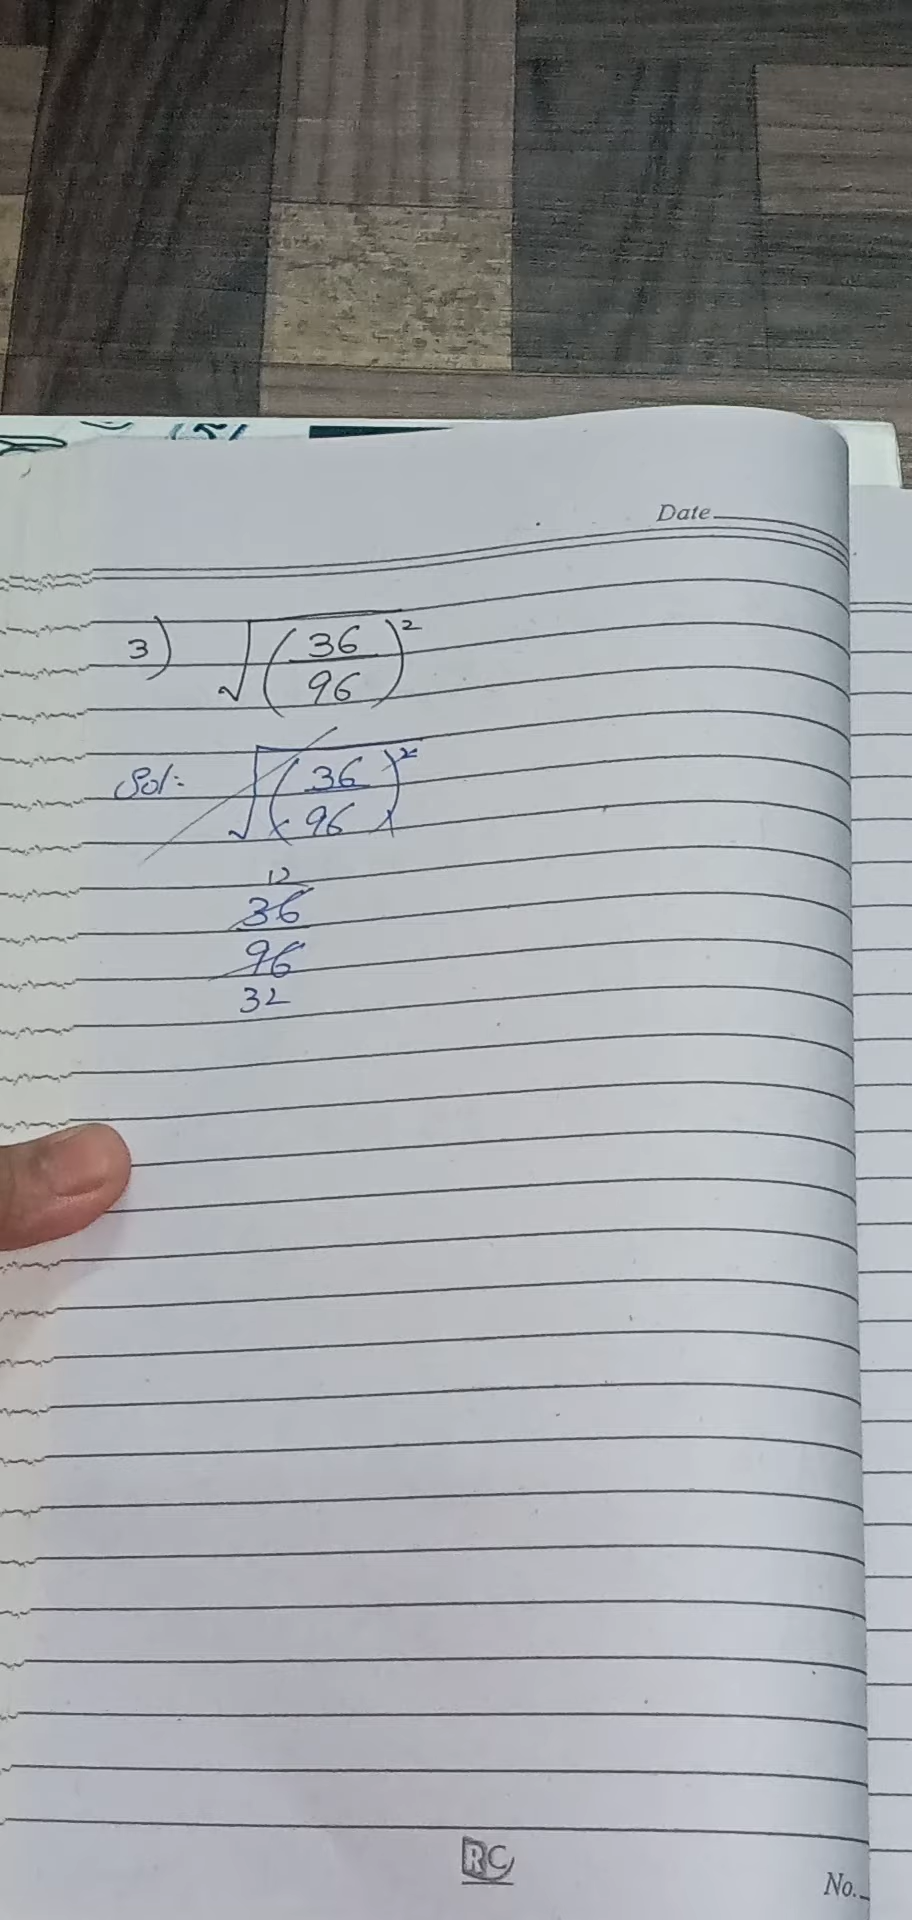 Date
3) √(36/96)²
Sol:- √(36/96)²
12
36
96
32
RC
No.